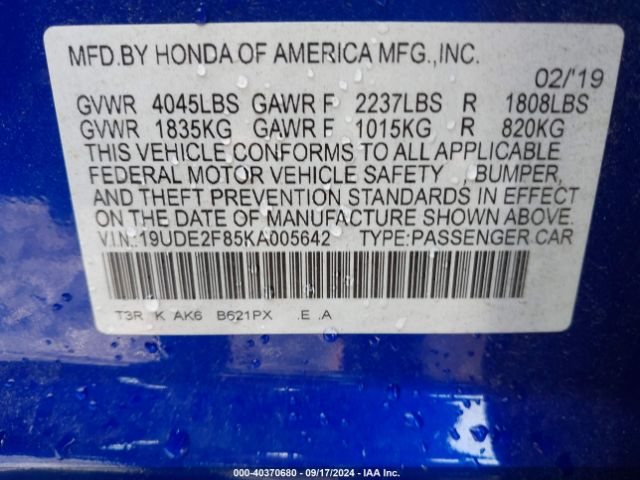 MFD.BY HONDA OF AMERICA MFG.,INC.
02/'19
GVWR 4045LBS GAWR F 2237LBS R 1808LBS
GVWR 1835KG GAWR F 1015KG R 820KG
THIS VEHICLE CONFORMS TO ALL APPLICABLE
FEDERAL MOTOR VEHICLE SAFETY , BUMPER,
AND THEFT PREVENTION STANDARDS IN EFFECT
ON THE DATE OF MANUFACTURE SHOWN ABOVE.
V.I.N.:19UDE2F85KA005642 TYPE:PASSENGER CAR
T3R K AK6 B621PX .E .A
000-40370680 - 09/17/2024 - IAA Inc.